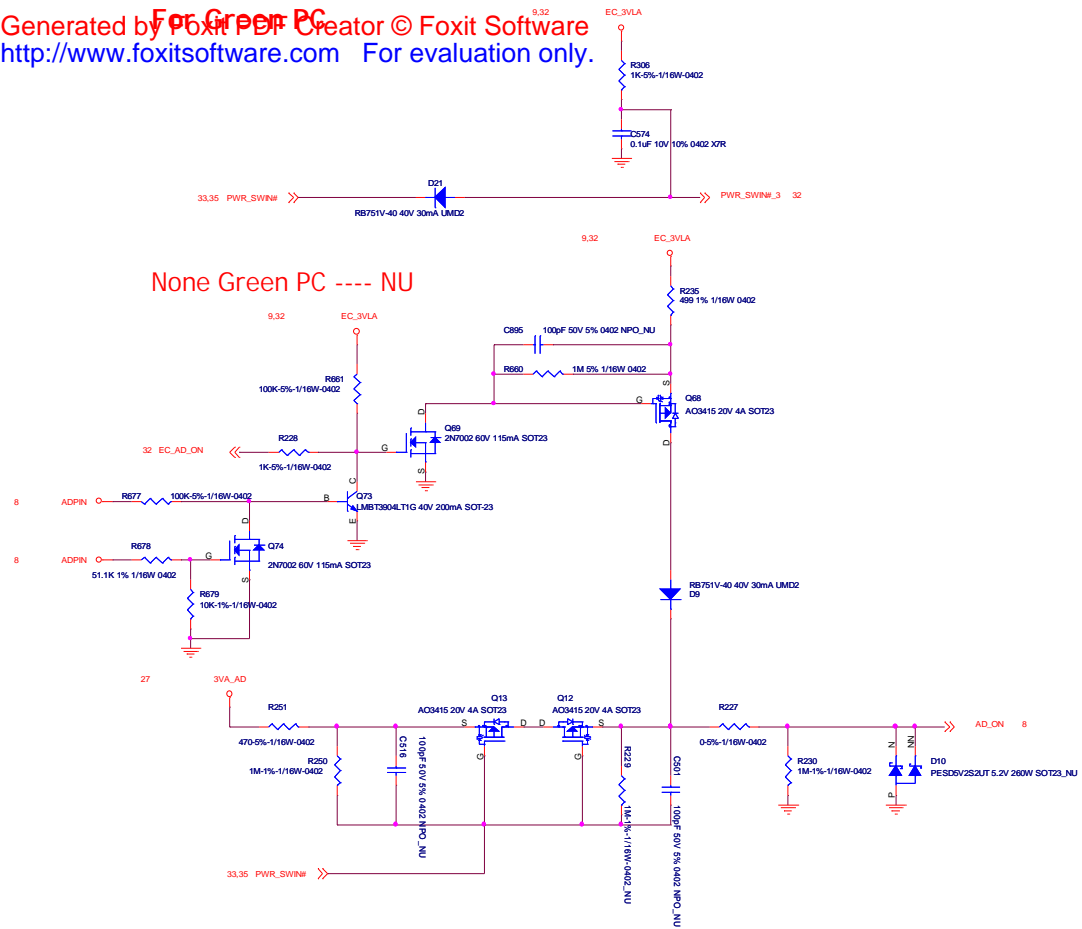 For Green PC
Generated by Foxit PDF Creator © Foxit Software
http://www.foxitsoftware.com For evaluation only.
9,32 EC_3VLA
R306
1K-5%-1/16W-0402
C574
0.1uF 10V 10% 0402 X7R
D21
33,35 PWR_SWIN#
PWR_SWIN#_3 32
RB751V-40 40V 30mA UMD2
9,32 EC_3VLA
None Green PC ---- NU
R235
499 1% 1/16W 0402
9,32 EC_3VLA
C895 100pF 50V 5% 0402 NPO_NU
R660 1M 5% 1/16W 0402
R661
100K-5%-1/16W-0402
S
G
Q68
AO3415 20V 4A SOT23
D
D
Q69
2N7002 60V 115mA SOT23
G
S
R228
32 EC_AD_ON
1K-5%-1/16W-0402
C
8 ADPIN R677 100K-5%-1/16W-0402
B
Q73
LMBT3904LT1G 40V 200mA SOT-23
E
D
R678
8 ADPIN
G
Q74
2N7002 60V 115mA SOT23
S
51.1K 1% 1/16W 0402
R679
10K-1%-1/16W-0402
RB751V-40 40V 30mA UMD2
D9
27 3VA_AD
R251
470-5%-1/16W-0402
Q13
AO3415 20V 4A SOT23
S D
G
Q12
AO3415 20V 4A SOT23
D S
G
R227
0-5%-1/16W-0402
AD_ON 8
R250
1M-1%-1/16W-0402
C516
100pF 50V 5% 0402 NPO_NU
R229
1M-1%-1/16W-0402_NU
C501
100pF 50V 5% 0402 NPO_NU
R230
1M-1%-1/16W-0402
N NN
P
D10
PESD5V2S2UT 5.2V 260W SOT23_NU
33,35 PWR_SWIN#